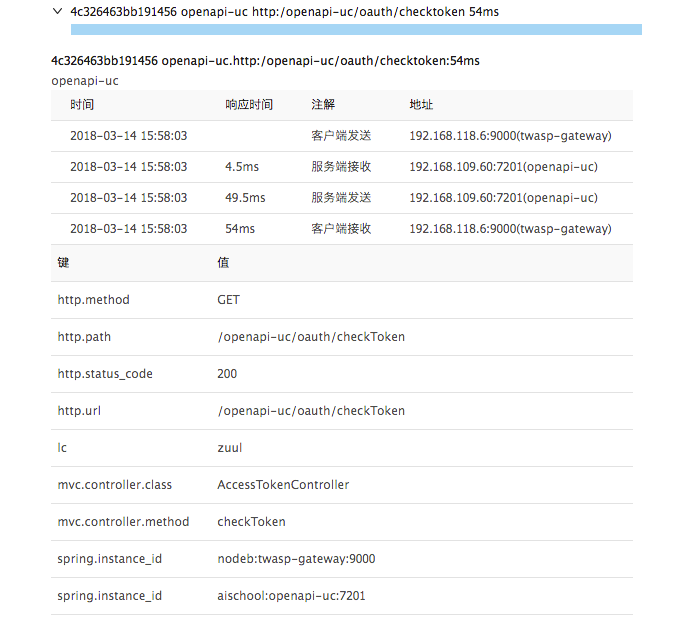 4c326463bb191456 openapi-uc http:/openapi-uc/oauth/checktoken 54ms
4c326463bb191456 openapi-uc.http:/openapi-uc/oauth/checktoken:54ms
openapi-uc
时间 响应时间 注解 地址
2018-03-14 15:58:03 客户端发送 192.168.118.6:9000(twasp-gateway)
2018-03-14 15:58:03 4.5ms 服务端接收 192.168.109.60:7201(openapi-uc)
2018-03-14 15:58:03 49.5ms 服务端发送 192.168.109.60:7201(openapi-uc)
2018-03-14 15:58:03 54ms 客户端接收 192.168.118.6:9000(twasp-gateway)
键 值
http.method GET
http.path /openapi-uc/oauth/checkToken
http.status_code 200
http.url /openapi-uc/oauth/checkToken
lc zuul
mvc.controller.class AccessTokenController
mvc.controller.method checkToken
spring.instance_id nodeb:twasp-gateway:9000
spring.instance_id aischool:openapi-uc:7201